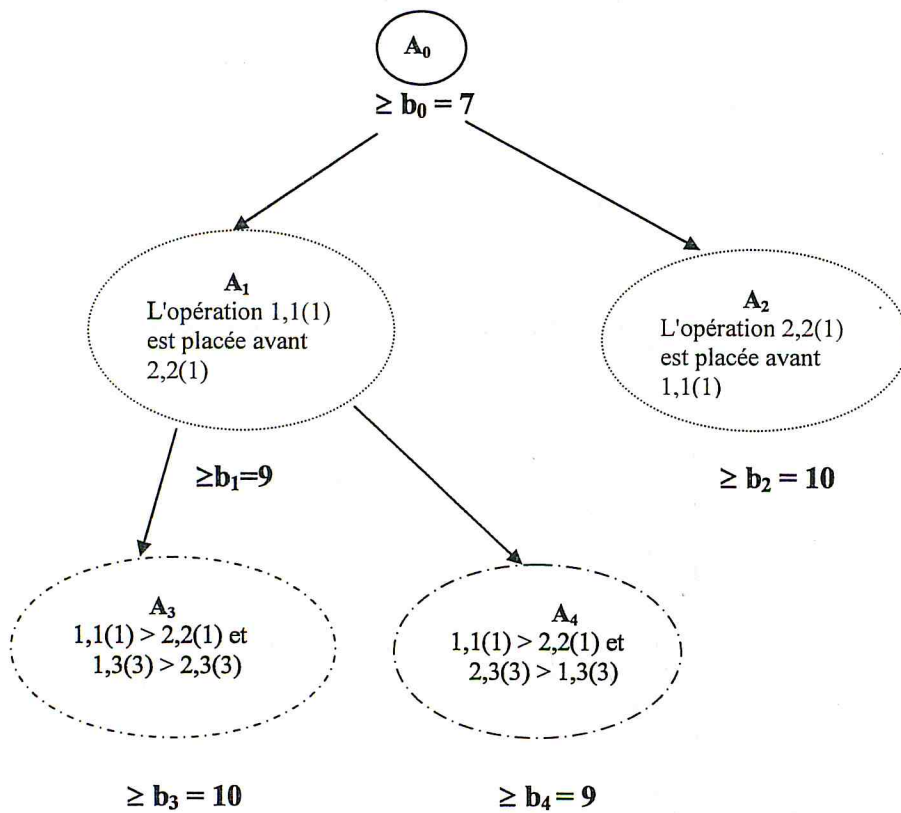 A₀
≥ b₀ = 7
A₁
L'opération 1,1(1)
est placée avant
2,2(1)
A₂
L'opération 2,2(1)
est placée avant
1,1(1)
≥b₁=9
≥ b₂ = 10
A₃
1,1(1) > 2,2(1) et
1,3(3) > 2,3(3)
A₄
1,1(1) > 2,2(1) et
2,3(3) > 1,3(3)
≥ b₃ = 10
≥ b₄ = 9